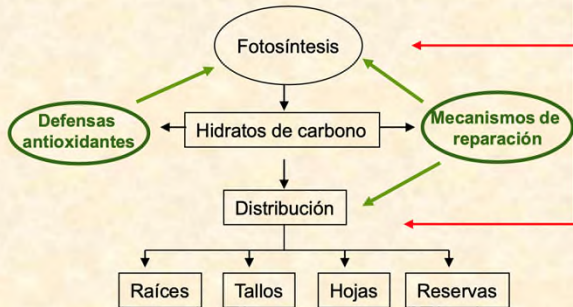 Fotosíntesis
Defensas
antioxidantes
Hidratos de carbono
Mecanismos de
reparación
Distribución
Raíces
Tallos
Hojas
Reservas